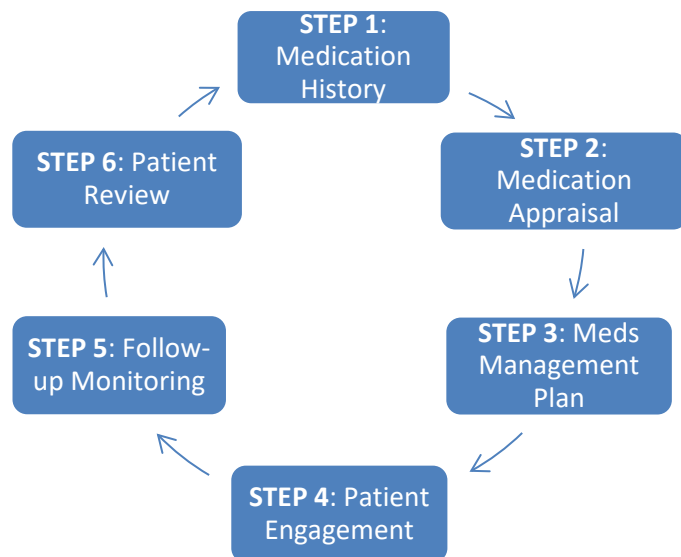 STEP 1:
Medication
History
STEP 2:
Medication
Appraisal
STEP 3: Meds
Management
Plan
STEP 4: Patient
Engagement
STEP 5: Follow-
up Monitoring
STEP 6: Patient
Review